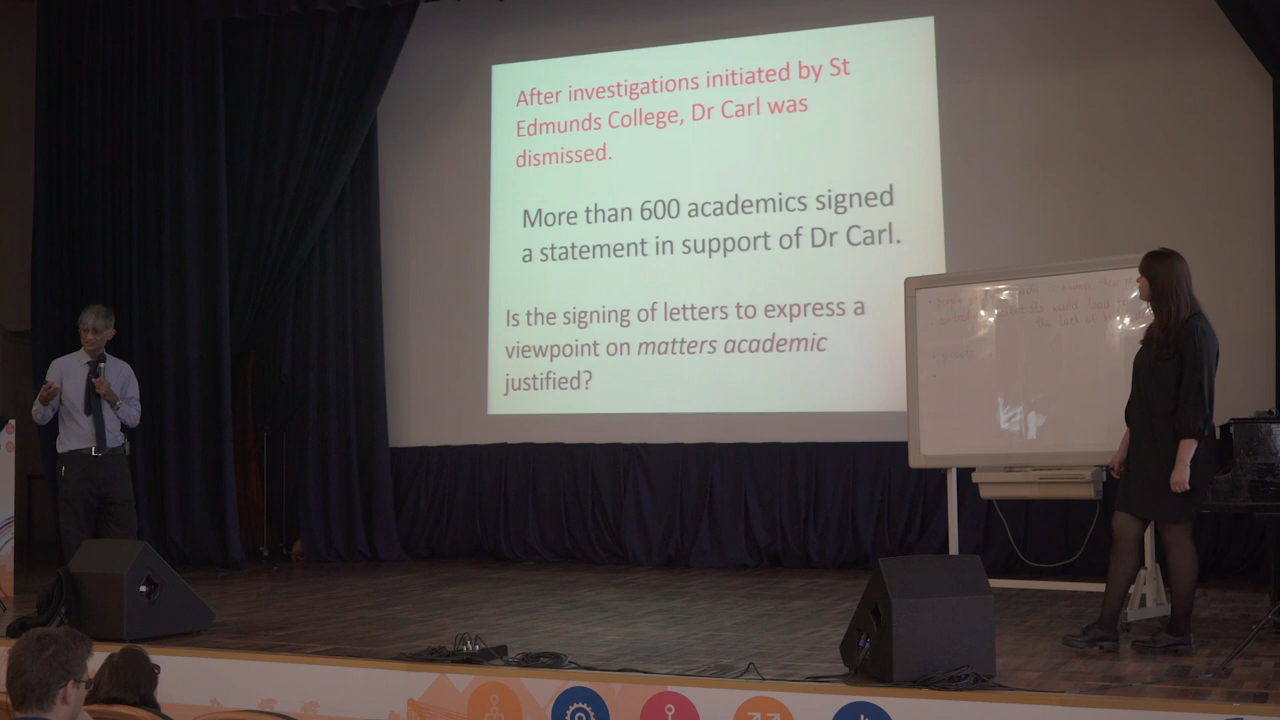 After investigations initiated by St
Edmunds College, Dr Carl was
dismissed.
More than 600 academics signed
a statement in support of Dr Carl.
Is the signing of letters to express a
viewpoint on matters academic
justified?